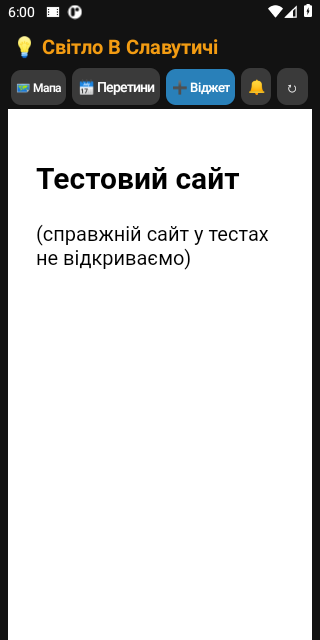 6:00
💡 Світло В Славутичі
🗺️ Мапа 📅 Перетини ➕ Віджет 🔔 ↻
Тестовий сайт
(справжній сайт у тестах
не відкриваємо)